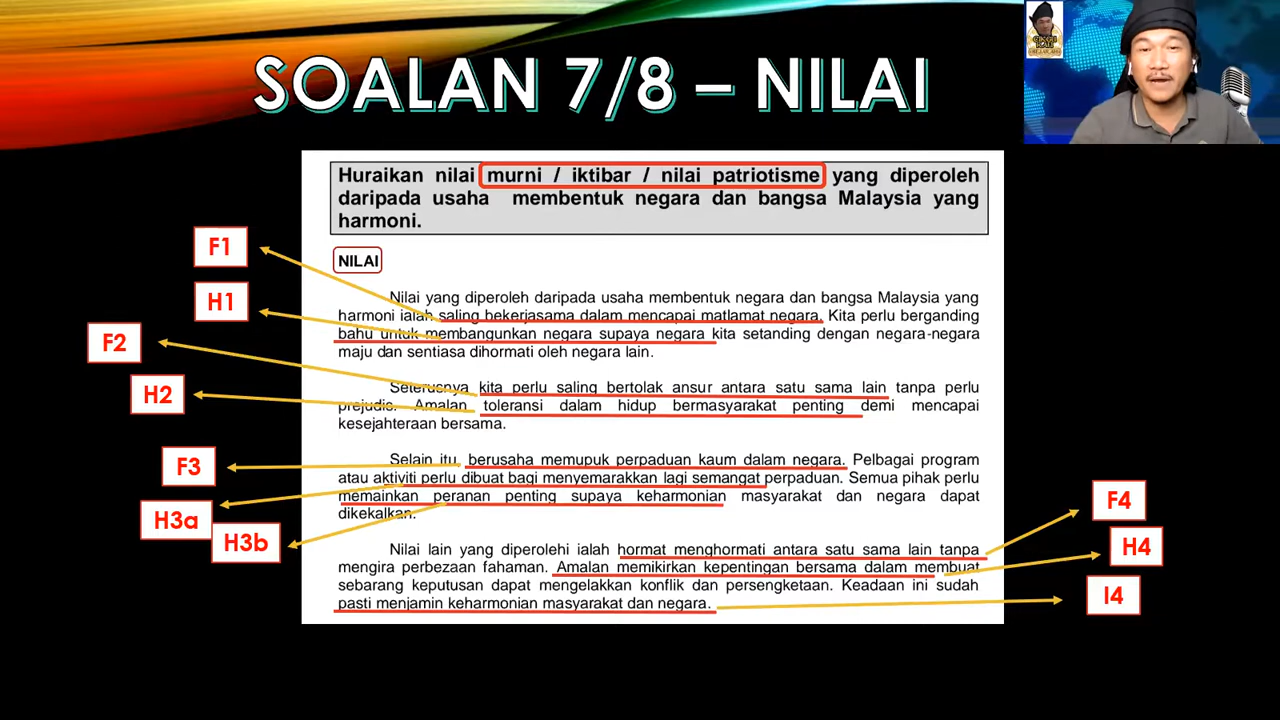 SOALAN 7/8 – NILAI
Huraikan nilai murni / iktibar / nilai patriotisme yang diperoleh
daripada usaha membentuk negara dan bangsa Malaysia yang
harmoni.
NILAI
Nilai yang diperoleh daripada usaha membentuk negara dan bangsa Malaysia yang
harmoni ialah saling bekerjasama dalam mencapai matlamat negara. Kita perlu berganding
bahu untuk membangunkan negara supaya negara kita setanding dengan negara-negara
maju dan sentiasa dihormati oleh negara lain.
Seterusnya kita perlu saling bertolak ansur antara satu sama lain tanpa perlu
prejudis. Amalan toleransi dalam hidup bermasyarakat penting demi mencapai
kesejahteraan bersama.
Selain itu, berusaha memupuk perpaduan kaum dalam negara. Pelbagai program
atau aktiviti perlu dibuat bagi menyemarakkan lagi semangat perpaduan. Semua pihak perlu
memainkan peranan penting supaya keharmonian masyarakat dan negara dapat
dikekalkan.
Nilai lain yang diperolehi ialah hormat menghormati antara satu sama lain tanpa
mengira perbezaan fahaman. Amalan memikirkan kepentingan bersama dalam membuat
sebarang keputusan dapat mengelakkan konflik dan persengketaan. Keadaan ini sudah
pasti menjamin keharmonian masyarakat dan negara.
F1
H1
F2
H2
F3
H3a
H3b
F4
H4
I4